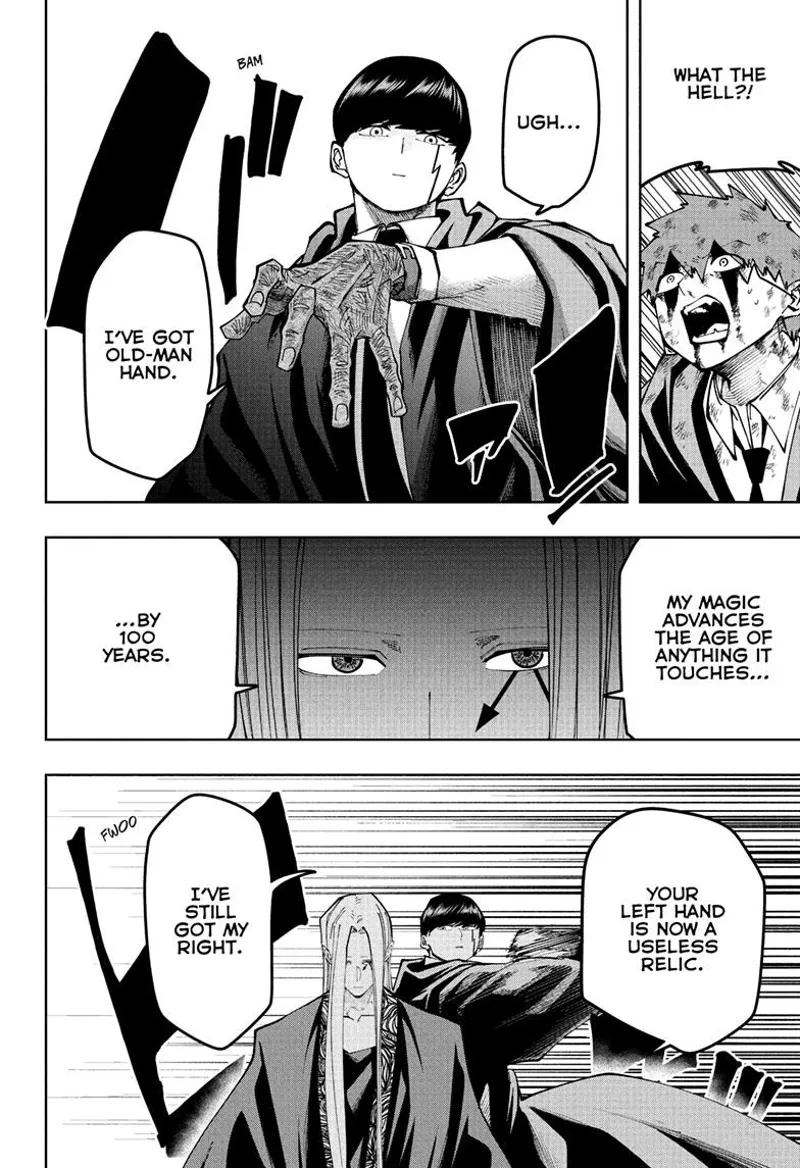 WHAT THE
HELL?!
BAM
UGH...
I'VE GOT
OLD-MAN
HAND.
MY MAGIC
ADVANCES
THE AGE OF
ANYTHING IT
TOUCHES...
...BY
100
YEARS.
YOUR
LEFT HAND
IS NOW A
USELESS
RELIC.
I'VE
STILL
GOT MY
RIGHT.
FWOO